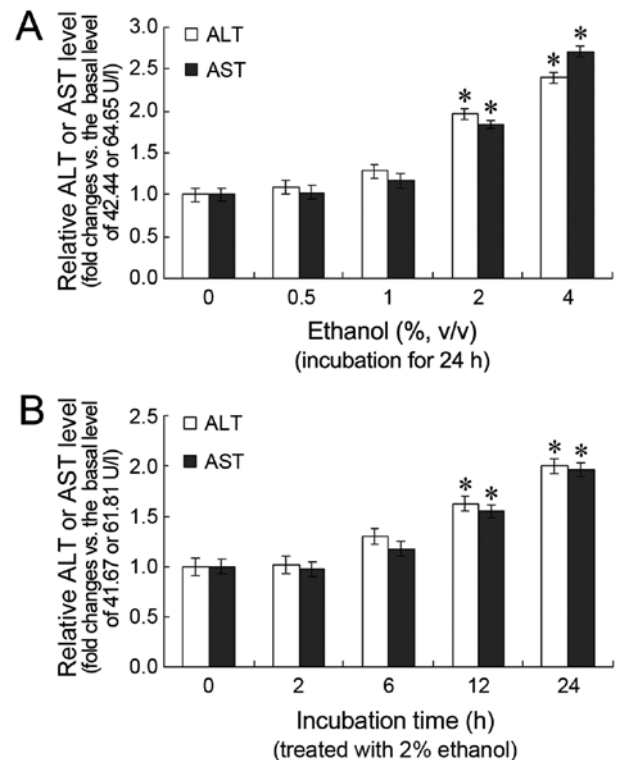 A
Relative ALT or AST level
(fold changes vs. the basal level
of 42.44 or 64.65 U/l)
3.0
2.5
2.0
1.5
1.0
0.5
0.0
ALT
AST
* * * *
0 0.5 1 2 4
Ethanol (%, v/v)
(incubation for 24 h)
B
Relative ALT or AST level
(fold changes vs. the basal level
of 41.67 or 61.81 U/l)
2.5
2.0
1.5
1.0
0.5
0.0
ALT
AST
* * * *
0 2 6 12 24
Incubation time (h)
(treated with 2% ethanol)